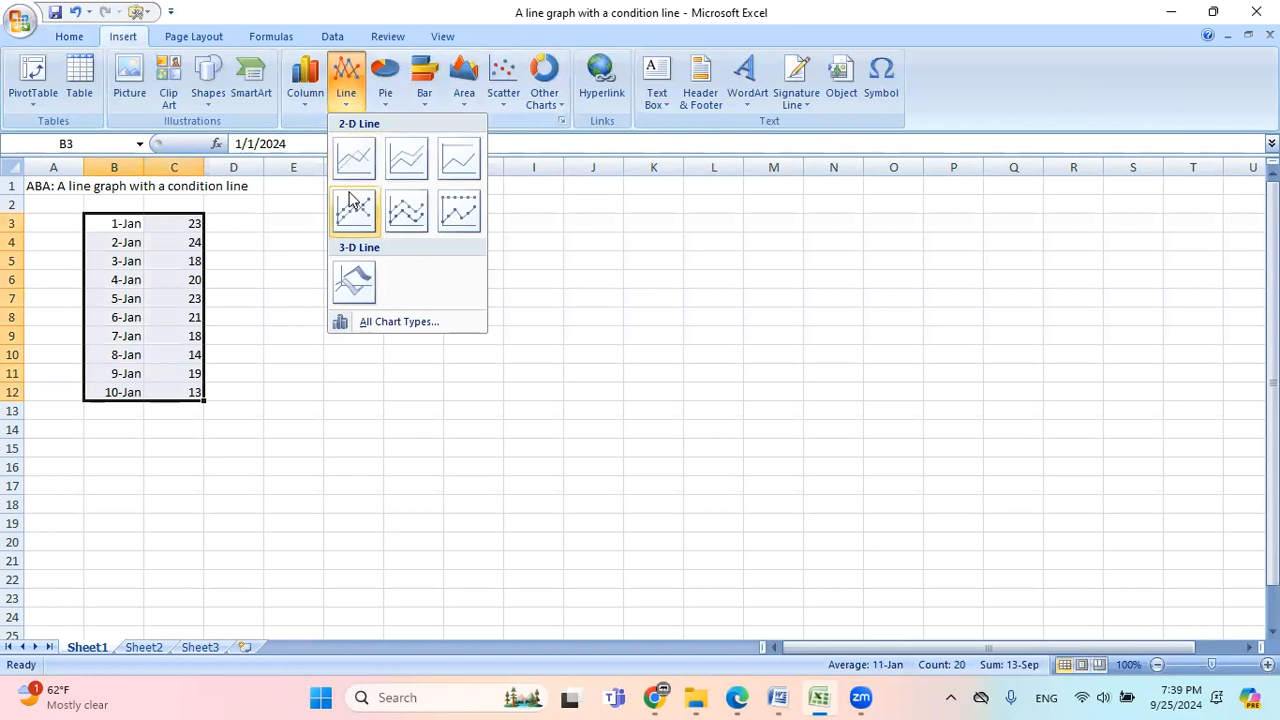 A line graph with a condition line - Microsoft Excel
Home Insert Page Layout Formulas Data Review View
PivotTable Table Picture Clip Art Shapes SmartArt Column Line Pie Bar Area Scatter Other Charts Hyperlink Text Box Header & Footer WordArt Signature Line Object Symbol
Tables Illustrations Links Text
2-D Line
3-D Line
All Chart Types...
B3 fx 1/1/2024
A B C D E I J K L M N O P Q R S T U
1 ABA: A line graph with a condition line
2
3 1-Jan 23
4 2-Jan 24
5 3-Jan 18
6 4-Jan 20
7 5-Jan 23
8 6-Jan 21
9 7-Jan 18
10 8-Jan 14
11 9-Jan 19
12 10-Jan 13
13
14
15
16
17
18
19
20
21
22
23
24
25
Sheet1 Sheet2 Sheet3
Ready Average: 11-Jan Count: 20 Sum: 13-Sep 100%
1 62°F
Mostly clear
Search
ENG
7:39 PM
9/25/2024
PRE